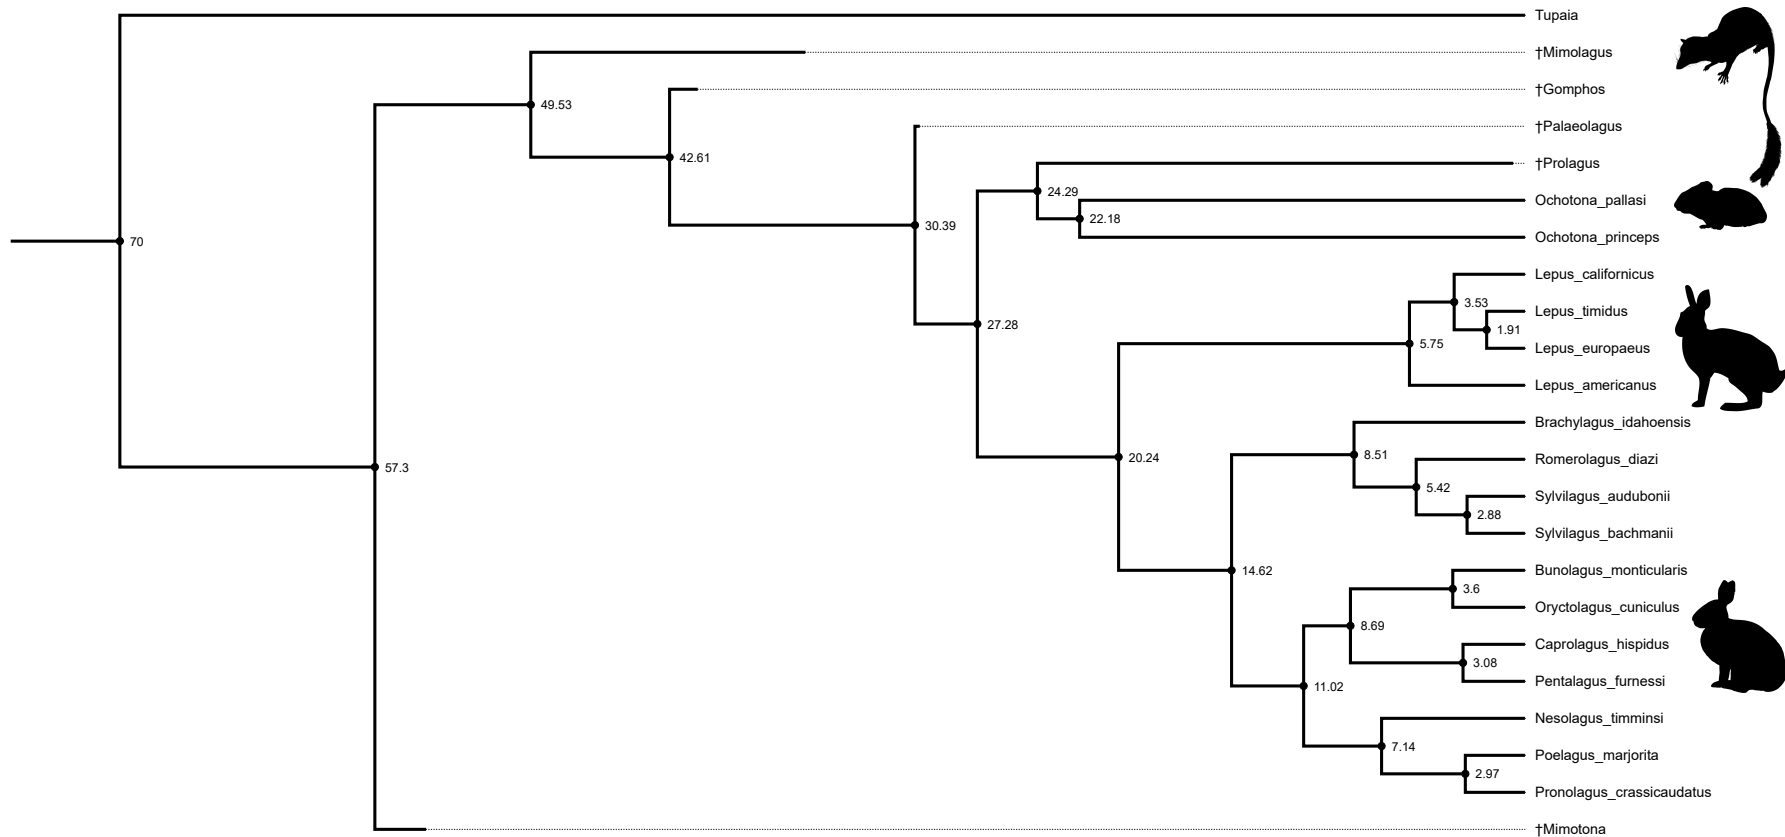 Tupaia
†Mimolagus
†Gomphos
49.53
†Palaeolagus
42.61
†Prolagus
24.29
Ochotona_pallasi
22.18
30.39
Ochotona_princeps
70
Lepus_californicus
3.53
Lepus_timidus
27.28
1.91
5.75
Lepus_europaeus
Lepus_americanus
Brachylagus_idahoensis
20.24
8.51
Romerolagus_diazi
57.3
5.42
Sylvilagus_audubonii
2.88
Sylvilagus_bachmanii
14.62
Bunolagus_monticularis
3.6
Oryctolagus_cuniculus
8.69
Caprolagus_hispidus
3.08
Pentalagus_furnessi
11.02
Nesolagus_timminsi
7.14
Poelagus_marjorita
2.97
Pronolagus_crassicaudatus
†Mimotona